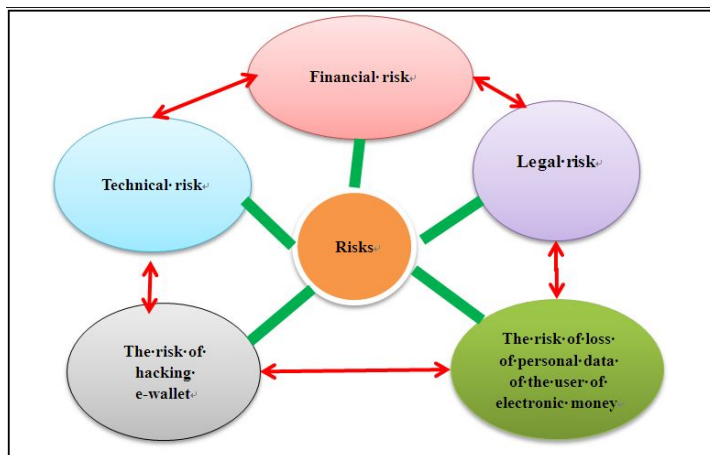 Financial risk
Technical risk
Legal risk
Risks
The risk of
hacking
e-wallet
The risk of loss
of personal data
of the user of
electronic money